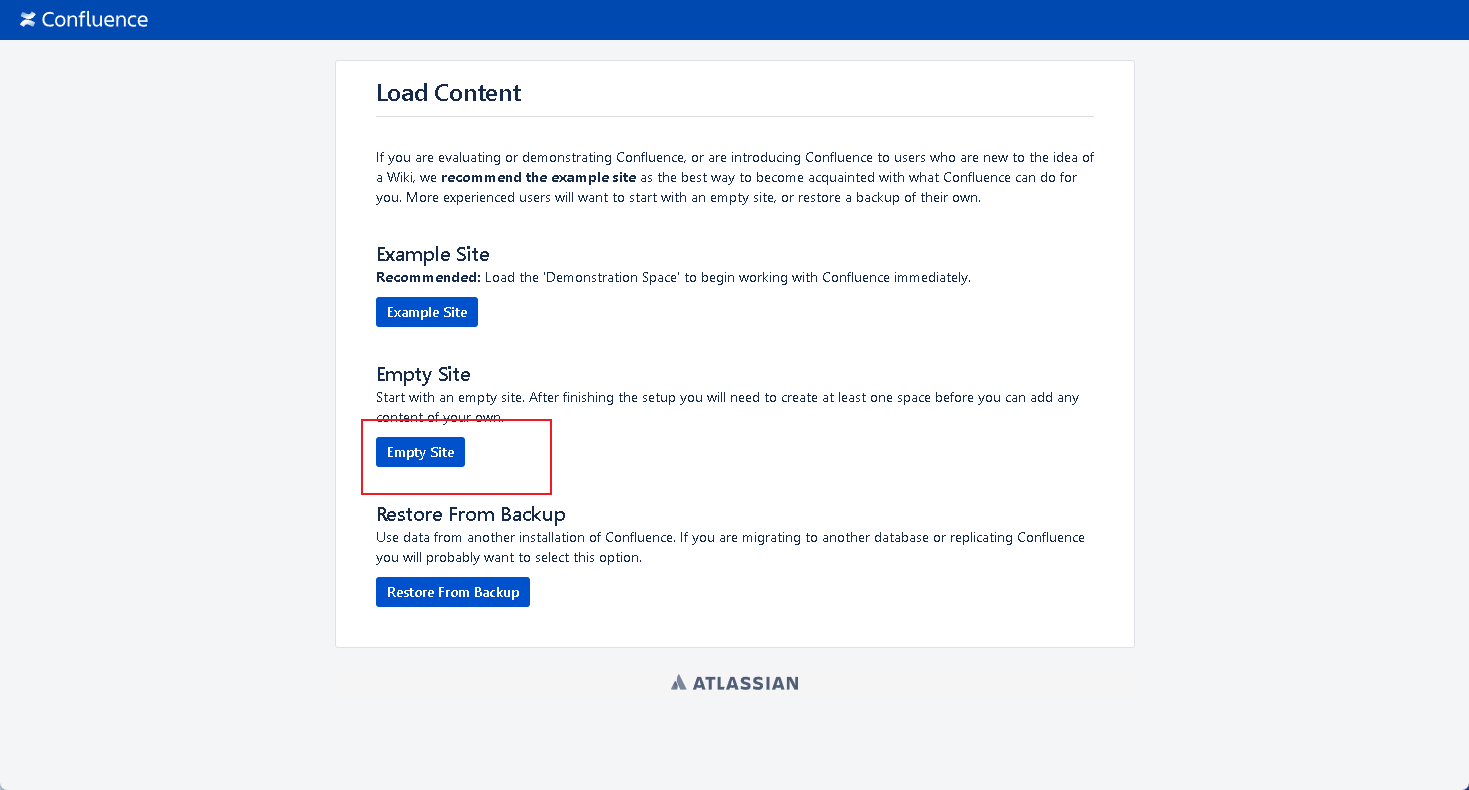 Confluence
Load Content
If you are evaluating or demonstrating Confluence, or are introducing Confluence to users who are new to the idea of
a Wiki, we recommend the example site as the best way to become acquainted with what Confluence can do for
you. More experienced users will want to start with an empty site, or restore a backup of their own.
Example Site
Recommended: Load the 'Demonstration Space' to begin working with Confluence immediately.
Example Site
Empty Site
Start with an empty site. After finishing the setup you will need to create at least one space before you can add any
content of your own.
Empty Site
Restore From Backup
Use data from another installation of Confluence. If you are migrating to another database or replicating Confluence
you will probably want to select this option.
Restore From Backup
ATLASSIAN